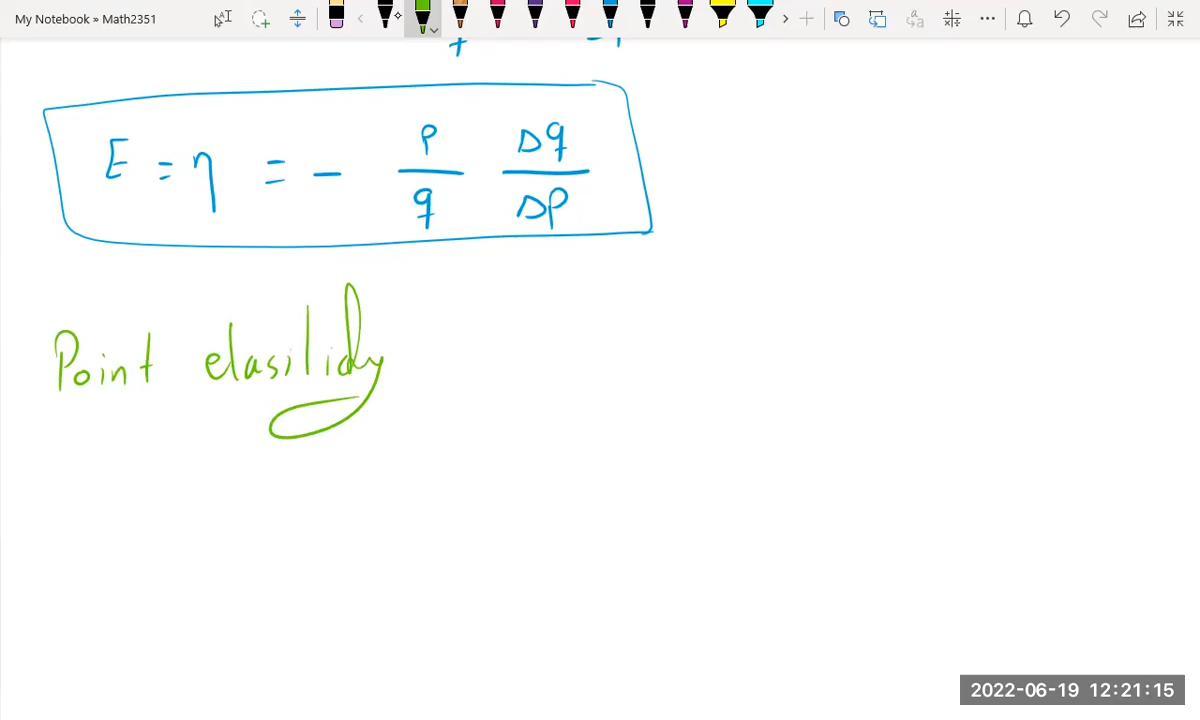 My Notebook » Math2351
E = η = - P/q Δq/ΔP
Point elasilidy
2022-06-19 12:21:15